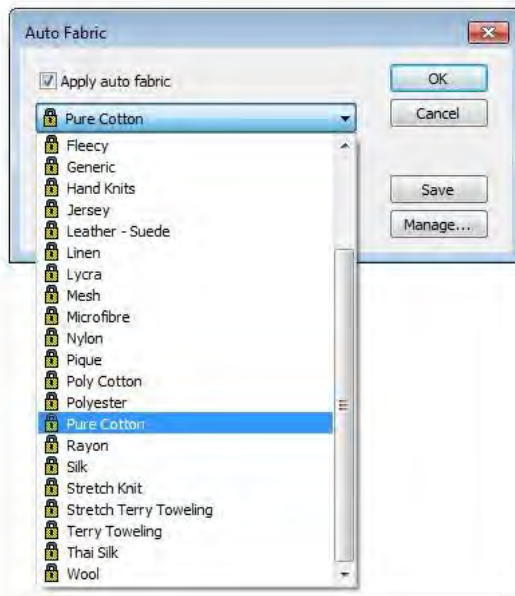 Auto Fabric
Apply auto fabric
OK
Pure Cotton
Cancel
Fleecy
Generic
Hand Knits
Save
Jersey
Leather - Suede
Manage...
Linen
Lycra
Mesh
Microfibre
Nylon
Pique
Poly Cotton
Polyester
Pure Cotton
Rayon
Silk
Stretch Knit
Stretch Terry Toweling
Terry Toweling
Thai Silk
Wool